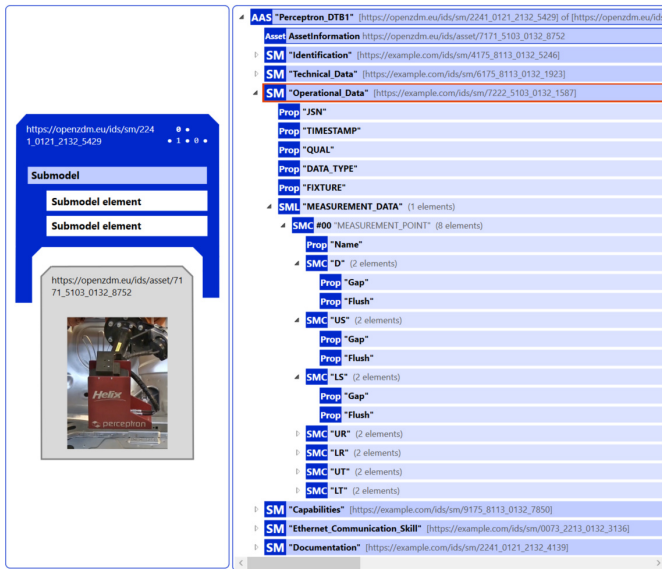 https://openzdm.eu/ids/sm/224
1_0121_2132_5429
0
1 0
Submodel
Submodel element
Submodel element
https://openzdm.eu/ids/asset/71
71_5103_0132_8752
Helix
perceptron
AAS "Perceptron_DTB1" [https://openzdm.eu/ids/sm/2241_0121_2132_5429] of [https://openzdm.eu/ids
Asset AssetInformation https://openzdm.eu/ids/asset/7171_5103_0132_8752
SM "Identification" [https://example.com/ids/sm/4175_8113_0132_5246]
SM "Technical_Data" [https://example.com/ids/sm/6175_8113_0132_1923]
SM "Operational_Data" [https://example.com/ids/sm/7222_5103_0132_1587]
Prop "JSN"
Prop "TIMESTAMP"
Prop "QUAL"
Prop "DATA_TYPE"
Prop "FIXTURE"
SML "MEASUREMENT_DATA" (1 elements)
SMC #00 "MEASUREMENT_POINT" (8 elements)
Prop "Name"
SMC "D" (2 elements)
Prop "Gap"
Prop "Flush"
SMC "US" (2 elements)
Prop "Gap"
Prop "Flush"
SMC "LS" (2 elements)
Prop "Gap"
Prop "Flush"
SMC "UR" (2 elements)
SMC "LR" (2 elements)
SMC "UT" (2 elements)
SMC "LT" (2 elements)
SM "Capabilities" [https://example.com/ids/sm/9175_8113_0132_7850]
SM "Ethernet_Communication_Skill" [https://example.com/ids/sm/0073_2213_0132_3136]
SM "Documentation" [https://example.com/ids/sm/2241_0121_2132_4139]